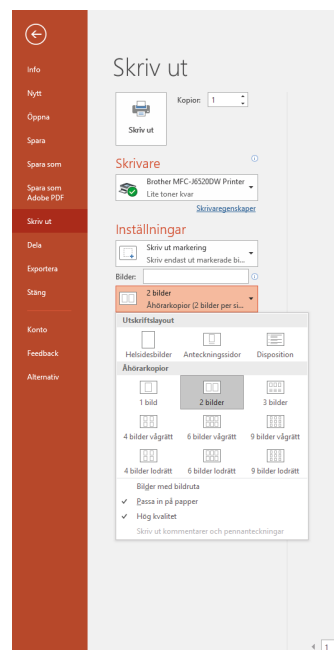 Info
Nytt
Öppna
Spara
Spara som
Spara som
Adobe PDF
Skriv ut
Dela
Exportera
Stäng
Konto
Feedback
Alternativ
Skriv ut
Skriv ut
Kopior: 1
Skrivare
Brother MFC-J6520DW Printer
Lite toner kvar
Skrivaregenskaper
Inställningar
Skriv ut markering
Skriv endast ut markerade bi...
Bilder:
2 bilder
Åhörarkopior (2 bilder per si...
Utskriftslayout
Helsidesbilder Anteckningssidor Disposition
Åhörarkopior
1 bild 2 bilder 3 bilder
4 bilder vågrätt 6 bilder vågrätt 9 bilder vågrätt
4 bilder lodrätt 6 bilder lodrätt 9 bilder lodrätt
Bilder med bildruta
Passa in på papper
Hög kvalitet
Skriv ut kommentarer och pennanteckningar
1